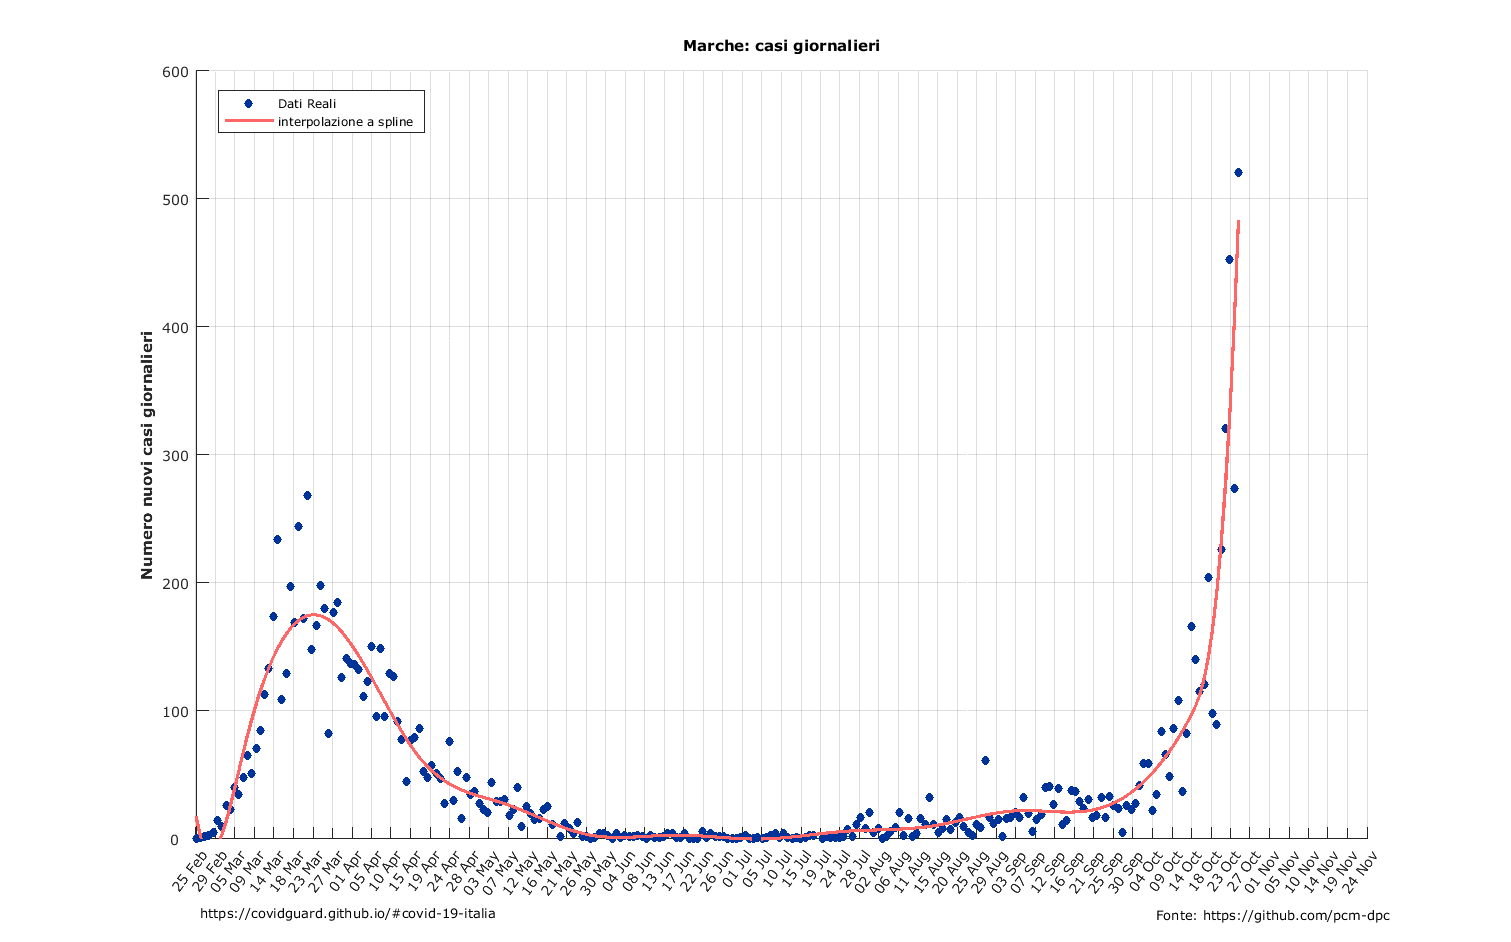 Marche: casi giornalieri
600
500
400
300
200
100
0
Numero nuovi casi giornalieri
Dati Reali
interpolazione a spline
25 Feb
29 Feb
05 Mar
09 Mar
14 Mar
18 Mar
23 Mar
27 Mar
01 Apr
05 Apr
10 Apr
15 Apr
19 Apr
24 Apr
28 Apr
03 May
07 May
12 May
16 May
21 May
26 May
30 May
04 Jun
08 Jun
13 Jun
17 Jun
22 Jun
26 Jun
01 Jul
05 Jul
10 Jul
15 Jul
19 Jul
24 Jul
28 Jul
02 Aug
06 Aug
11 Aug
15 Aug
20 Aug
25 Aug
29 Aug
03 Sep
07 Sep
12 Sep
16 Sep
21 Sep
25 Sep
30 Sep
04 Oct
09 Oct
14 Oct
18 Oct
23 Oct
27 Oct
01 Nov
05 Nov
10 Nov
14 Nov
19 Nov
24 Nov
https://covidguard.github.io/#covid-19-italia
Fonte: https://github.com/pcm-dpc